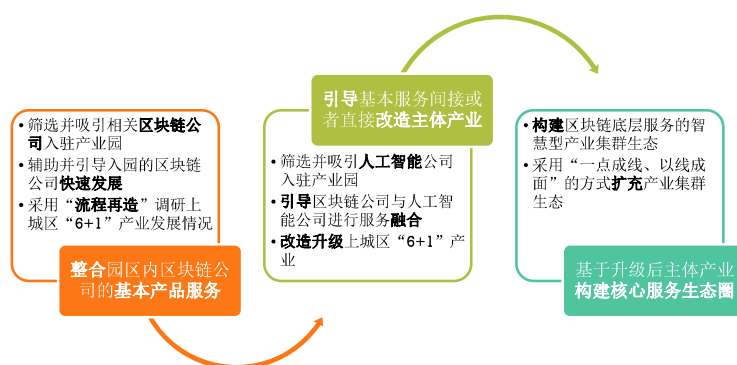 • 筛选并吸引相关区块链公
司入驻产业园
• 辅助并引导入园的区块链
公司快速发展
• 采用“流程再造”调研上
城区“6+1”产业发展情况
整合园区内区块链公
司的基本产品服务
引导基本服务间接或
者直接改造主体产业
• 筛选并吸引人工智能公司
入驻产业园
• 引导区块链公司与人工智
能公司进行服务融合
• 改造升级上城区“6+1”产
业
• 构建区块链底层服务的智
慧型产业集群生态
• 采用“一点成线、以线成
面”的方式扩充产业集群
生态
基于升级后主体产业
构建核心服务生态圈